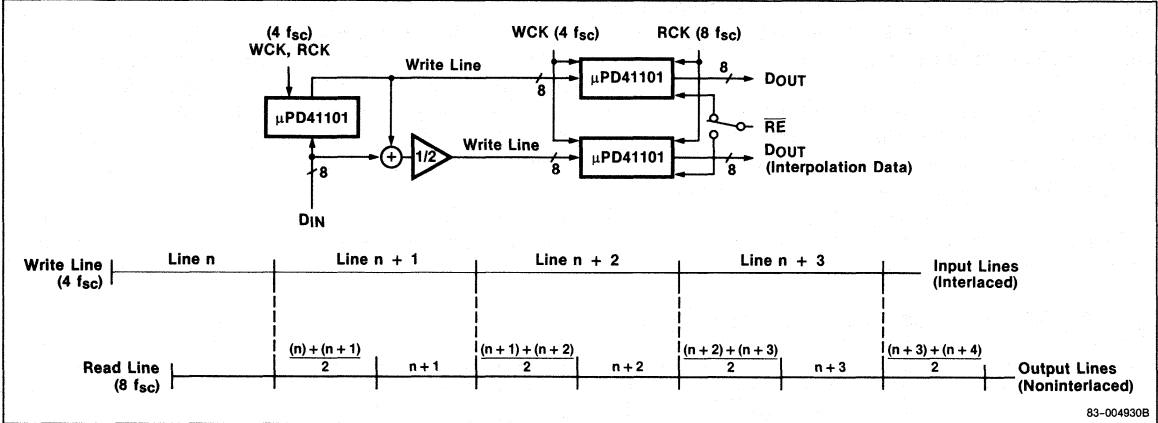 (4 fsc)
WCK, RCK
WCK (4 fsc)
RCK (8 fsc)
Write Line
8
μPD41101
8
DOUT
μPD41101
RE
+
1/2
Write Line
8
μPD41101
8
DOUT
(Interpolation Data)
8
DIN
Write Line
(4 fsc)
Line n
Line n + 1
Line n + 2
Line n + 3
Input Lines
(Interlaced)
Read Line
(8 fsc)
(n) + (n + 1)
2
n + 1
(n + 1) + (n + 2)
2
n + 2
(n + 2) + (n + 3)
2
n + 3
(n + 3) + (n + 4)
2
Output Lines
(Noninterlaced)
83-004930B